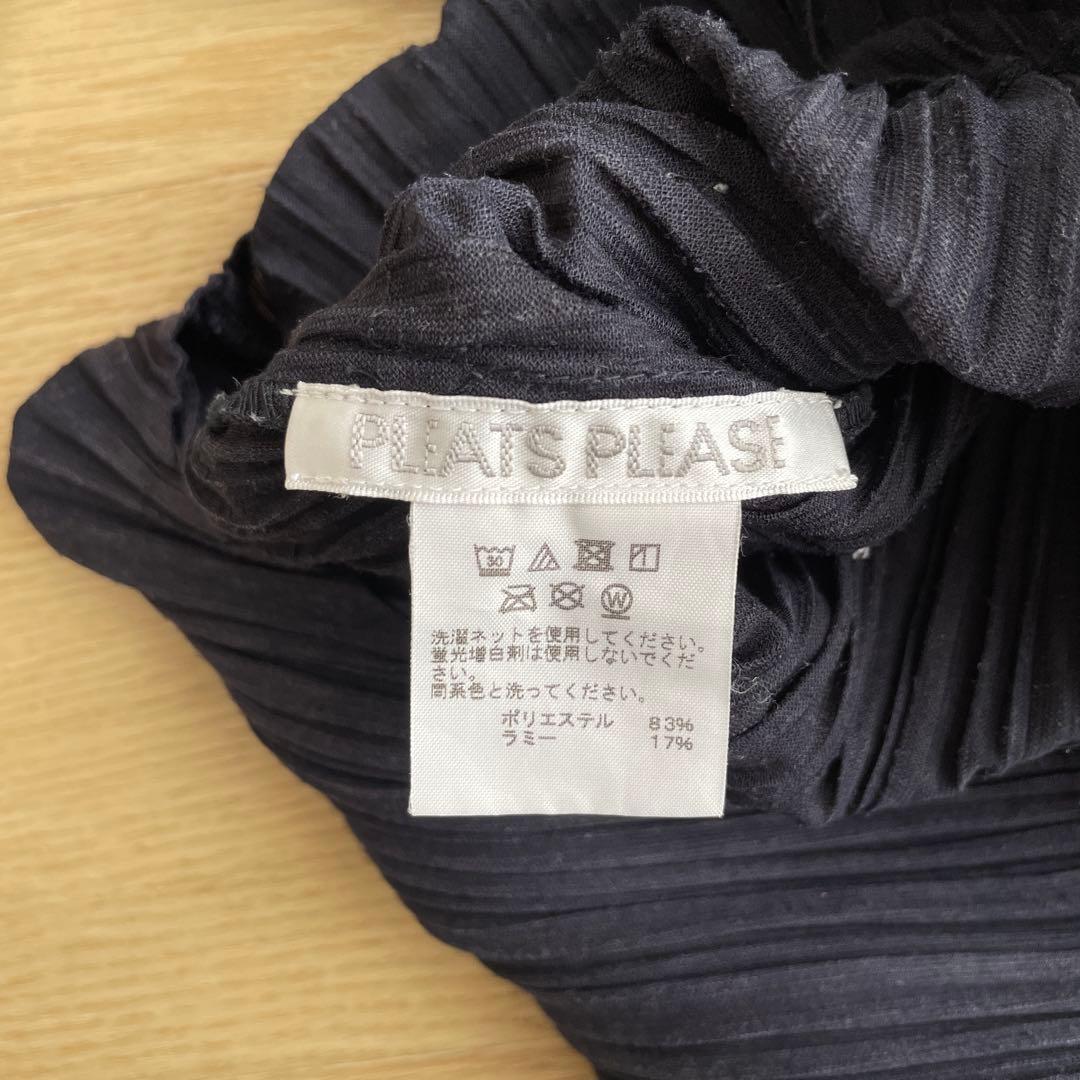 PLEATS PLEASE
30
W
洗濯ネットを使用してください。
蛍光増白剤は使用しないでくだ
さい。
同系色と洗ってください。
ポリエステル 83%
ラミー 17%